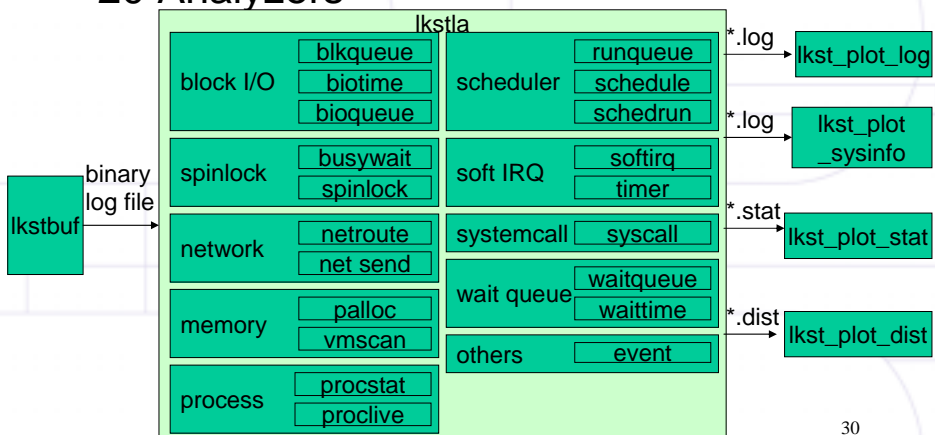 20 Analyzers
lkstla
block I/O
blkqueue
biotime
bioqueue
spinlock
busywait
spinlock
network
netroute
net send
memory
palloc
vmscan
process
procstat
proclive
scheduler
runqueue
schedule
schedrun
soft IRQ
softirq
timer
systemcall
syscall
wait queue
waitqueue
waittime
others
event
lkstbuf
binary
log file
*.log
lkst_plot_log
*.log
lkst_plot
_sysinfo
*.stat
lkst_plot_stat
*.dist
lkst_plot_dist
30